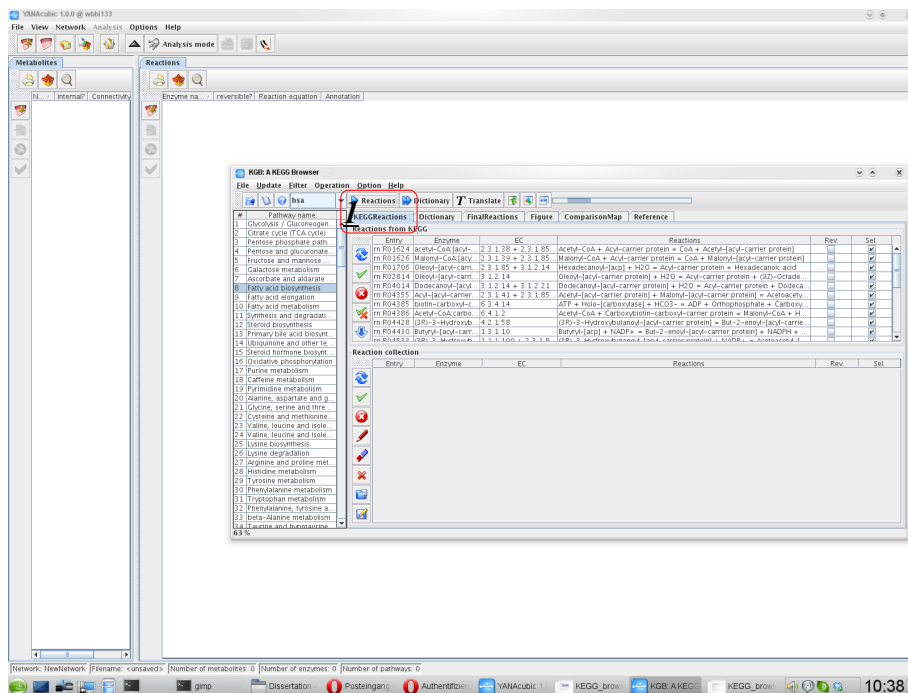 YANAcubic 1.0.0 @ wbbi133
File View Network Analysis Options Help
Analysis mode
Metabolites Reactions
N... internal? Connectivity Enzyme na... reversible? Reaction equation Annotation
KGB: A KEGG Browser
File Update Filter Operation Option Help
hsa Reactions Dictionary T Translate
1
# Pathway name KEGGReactions Dictionary FinalReactions Figure ComparisonMap Reference
Reactions from KEGG
Entry Enzyme EC Reactions Rev. Sel.
rn:R01624 acetyl-CoA:[acyl-... 2.3.1.38 + 2.3.1.85... Acetyl-CoA + Acyl-carrier protein = CoA + Acetyl-[acyl-carrier protein]
rn:R01626 Malonyl-CoA:[acy... 2.3.1.39 + 2.3.1.85... Malonyl-CoA + Acyl-carrier protein = CoA + Malonyl-[acyl-carrier protein]
rn:R01706 Oleoyl-[acyl-carri... 2.3.1.85 + 3.1.2.14 Hexadecanoyl-[acp] + H2O = Acyl-carrier protein + Hexadecanoic acid
rn:R02814 Oleoyl-[acyl-carri... 3.1.2.14 Oleoyl-[acyl-carrier protein] + H2O = Acyl-carrier protein + (9Z)-Octade...
rn:R04014 Dodecanoyl-[acyl... 3.1.2.14 + 3.1.2.21 Dodecanoyl-[acyl-carrier protein] + H2O = Acyl-carrier protein + Dodeca...
rn:R04355 Acyl-[acyl-carrier... 2.3.1.41 + 2.3.1.85... Acetyl-[acyl-carrier protein] + Malonyl-[acyl-carrier protein] = Acetoacety...
rn:R04385 biotin-carboxyl-c... 6.3.4.14 ATP + Holo-[carboxylase] + HCO3- = ADP + Orthophosphate + Carboxy...
rn:R04386 Acetyl-CoA:carbo... 6.4.1.2 Acetyl-CoA + Carboxybiotin-carboxyl-carrier protein = Malonyl-CoA + H...
rn:R04428 (3R)-3-Hydroxyb... 4.2.1.58 (3R)-3-Hydroxybutanoyl-[acyl-carrier protein] = But-2-enoyl-[acyl-carrie...
rn:R04430 Butyryl-[acyl-carr... 1.3.1.10 Butyryl-[acp] + NADP+ = But-2-enoyl-[acyl-carrier protein] + NADPH + ...
1 Glycolysis / Gluconeogen...
2 Citrate cycle (TCA cycle)
3 Pentose phosphate path...
4 Pentose and glucuronate...
5 Fructose and mannose ...
6 Galactose metabolism
7 Ascorbate and aldarate ...
8 Fatty acid biosynthesis
9 Fatty acid elongation
10 Fatty acid metabolism
11 Synthesis and degradati...
12 Steroid biosynthesis
13 Primary bile acid biosynt...
14 Ubiquinone and other te...
15 Steroid hormone biosynt...
16 Oxidative phosphorylation
17 Purine metabolism
18 Caffeine metabolism
19 Pyrimidine metabolism
20 Alanine, aspartate and g...
21 Glycine, serine and thre...
22 Cysteine and methionine...
23 Valine, leucine and isole...
24 Valine, leucine and isole...
25 Lysine biosynthesis
26 Lysine degradation
27 Arginine and proline met...
28 Histidine metabolism
29 Tyrosine metabolism
30 Phenylalanine metabolism
31 Tryptophan metabolism
32 Phenylalanine, tyrosine a...
33 beta-Alanine metabolism
34 Taurine and hypotaurine
Reaction collection
Entry Enzyme EC Reactions Rev. Sel.
63 %
Network: NewNetwork Filename: <unsaved> Number of metabolites: 0 Number of enzymes: 0 Number of pathways: 0
gimp Dissertation Posteingang Authentifizier YANAcubic 1. KEGG_brows KGB: A KEGG KEGG_brows 10:38